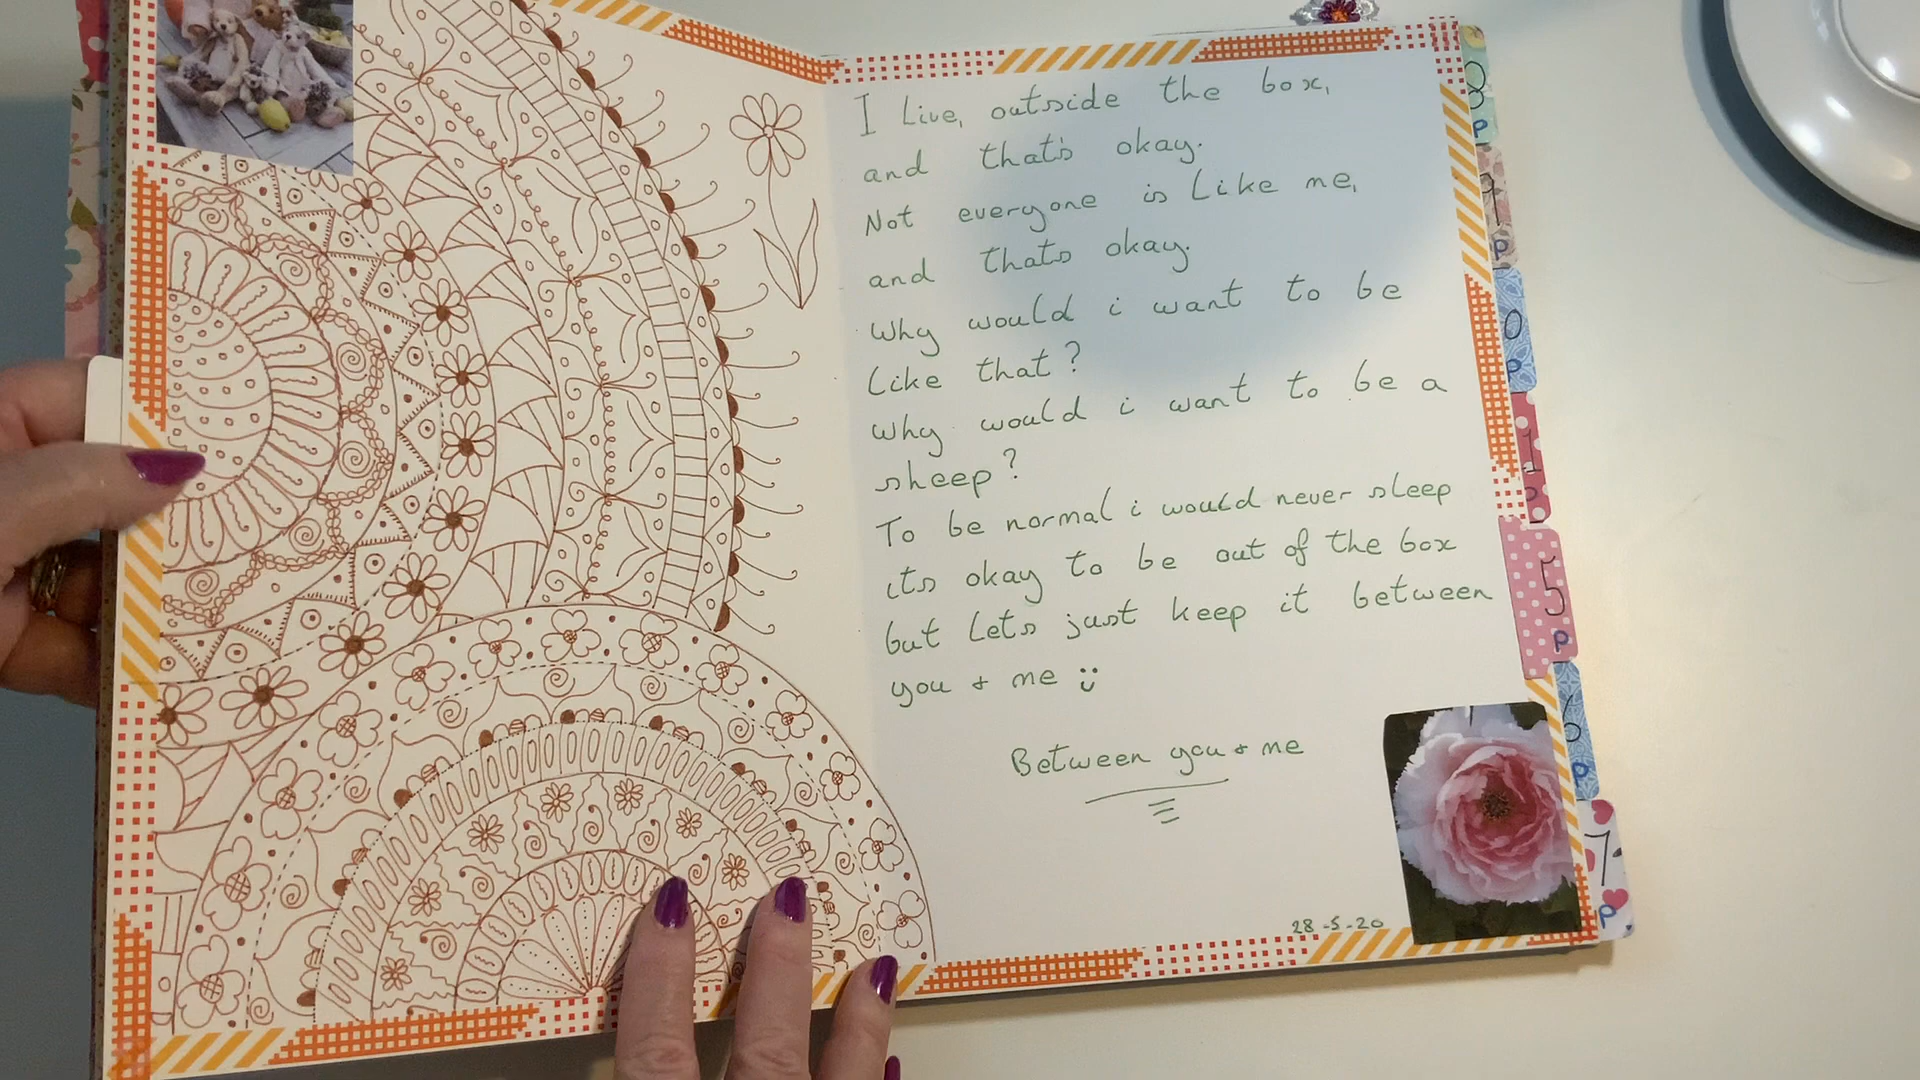 I Live, outside the box,
and that's okay.
Not everyone is Like me,
and thats okay.
Why would i want to be
Like that?
Why would i want to be a
sheep?
To be normal i would never sleep
its okay to be out of the box
but Lets just keep it between
you + me :)
Between you + me
28-5-20
3
P
P
0
P
1
5
P
6
P
7
P